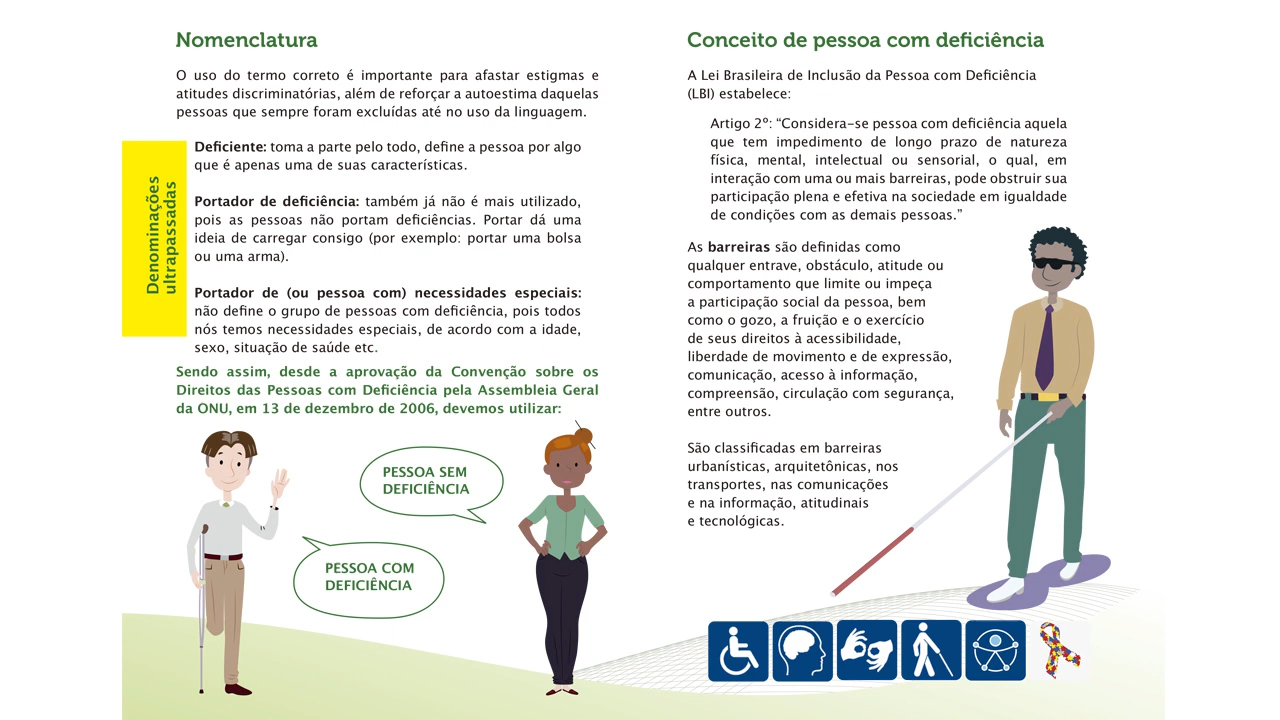 Nomenclatura
O uso do termo correto é importante para afastar estigmas e
atitudes discriminatórias, além de reforçar a autoestima daquelas
pessoas que sempre foram excluídas até no uso da linguagem.
Denominações
ultrapassadas
Deficiente: toma a parte pelo todo, define a pessoa por algo
que é apenas uma de suas características.
Portador de deficiência: também já não é mais utilizado,
pois as pessoas não portam deficiências. Portar dá uma
ideia de carregar consigo (por exemplo: portar uma bolsa
ou uma arma).
Portador de (ou pessoa com) necessidades especiais:
não define o grupo de pessoas com deficiência, pois todos
nós temos necessidades especiais, de acordo com a idade,
sexo, situação de saúde etc.
Sendo assim, desde a aprovação da Convenção sobre os
Direitos das Pessoas com Deficiência pela Assembleia Geral
da ONU, em 13 de dezembro de 2006, devemos utilizar:
PESSOA SEM
DEFICIÊNCIA
PESSOA COM
DEFICIÊNCIA
Conceito de pessoa com deficiência
A Lei Brasileira de Inclusão da Pessoa com Deficiência
(LBI) estabelece:
Artigo 2º: “Considera-se pessoa com deficiência aquela
que tem impedimento de longo prazo de natureza
física, mental, intelectual ou sensorial, o qual, em
interação com uma ou mais barreiras, pode obstruir sua
participação plena e efetiva na sociedade em igualdade
de condições com as demais pessoas.”
As barreiras são definidas como
qualquer entrave, obstáculo, atitude ou
comportamento que limite ou impeça
a participação social da pessoa, bem
como o gozo, a fruição e o exercício
de seus direitos à acessibilidade,
liberdade de movimento e de expressão,
comunicação, acesso à informação,
compreensão, circulação com segurança,
entre outros.
São classificadas em barreiras
urbanísticas, arquitetônicas, nos
transportes, nas comunicações
e na informação, atitudinais
e tecnológicas.